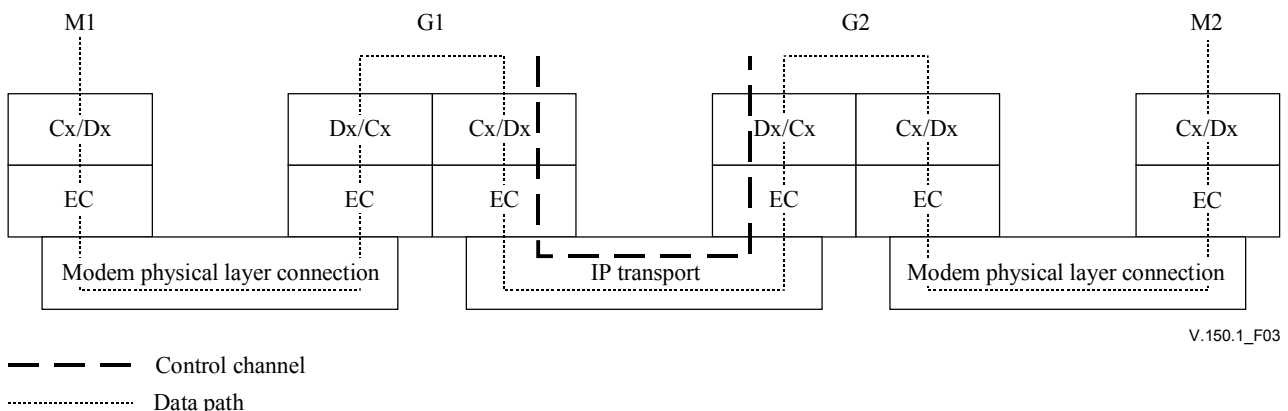 M1 G1 G2 M2
Cx/Dx Dx/Cx Cx/Dx Dx/Cx Cx/Dx Cx/Dx
EC EC EC EC EC EC
Modem physical layer connection IP transport Modem physical layer connection
V.150.1_F03
Control channel
Data path